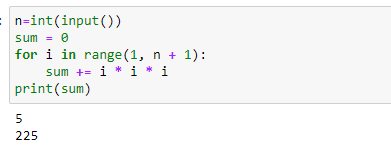 n=int(input())
sum = 0
for i in range(1, n + 1):
    sum += i * i * i
print(sum)
5
225